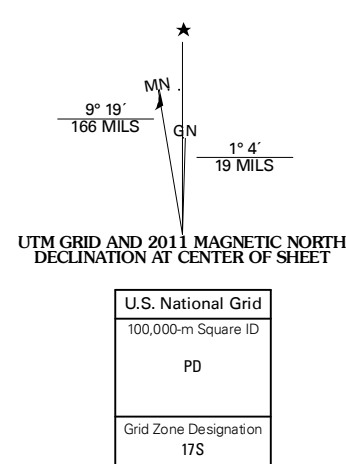 MN
GN
9° 19´
166 MILS
1° 4´
19 MILS
UTM GRID AND 2011 MAGNETIC NORTH
DECLINATION AT CENTER OF SHEET
U.S. National Grid
100,000-m Square ID
PD
Grid Zone Designation
17S